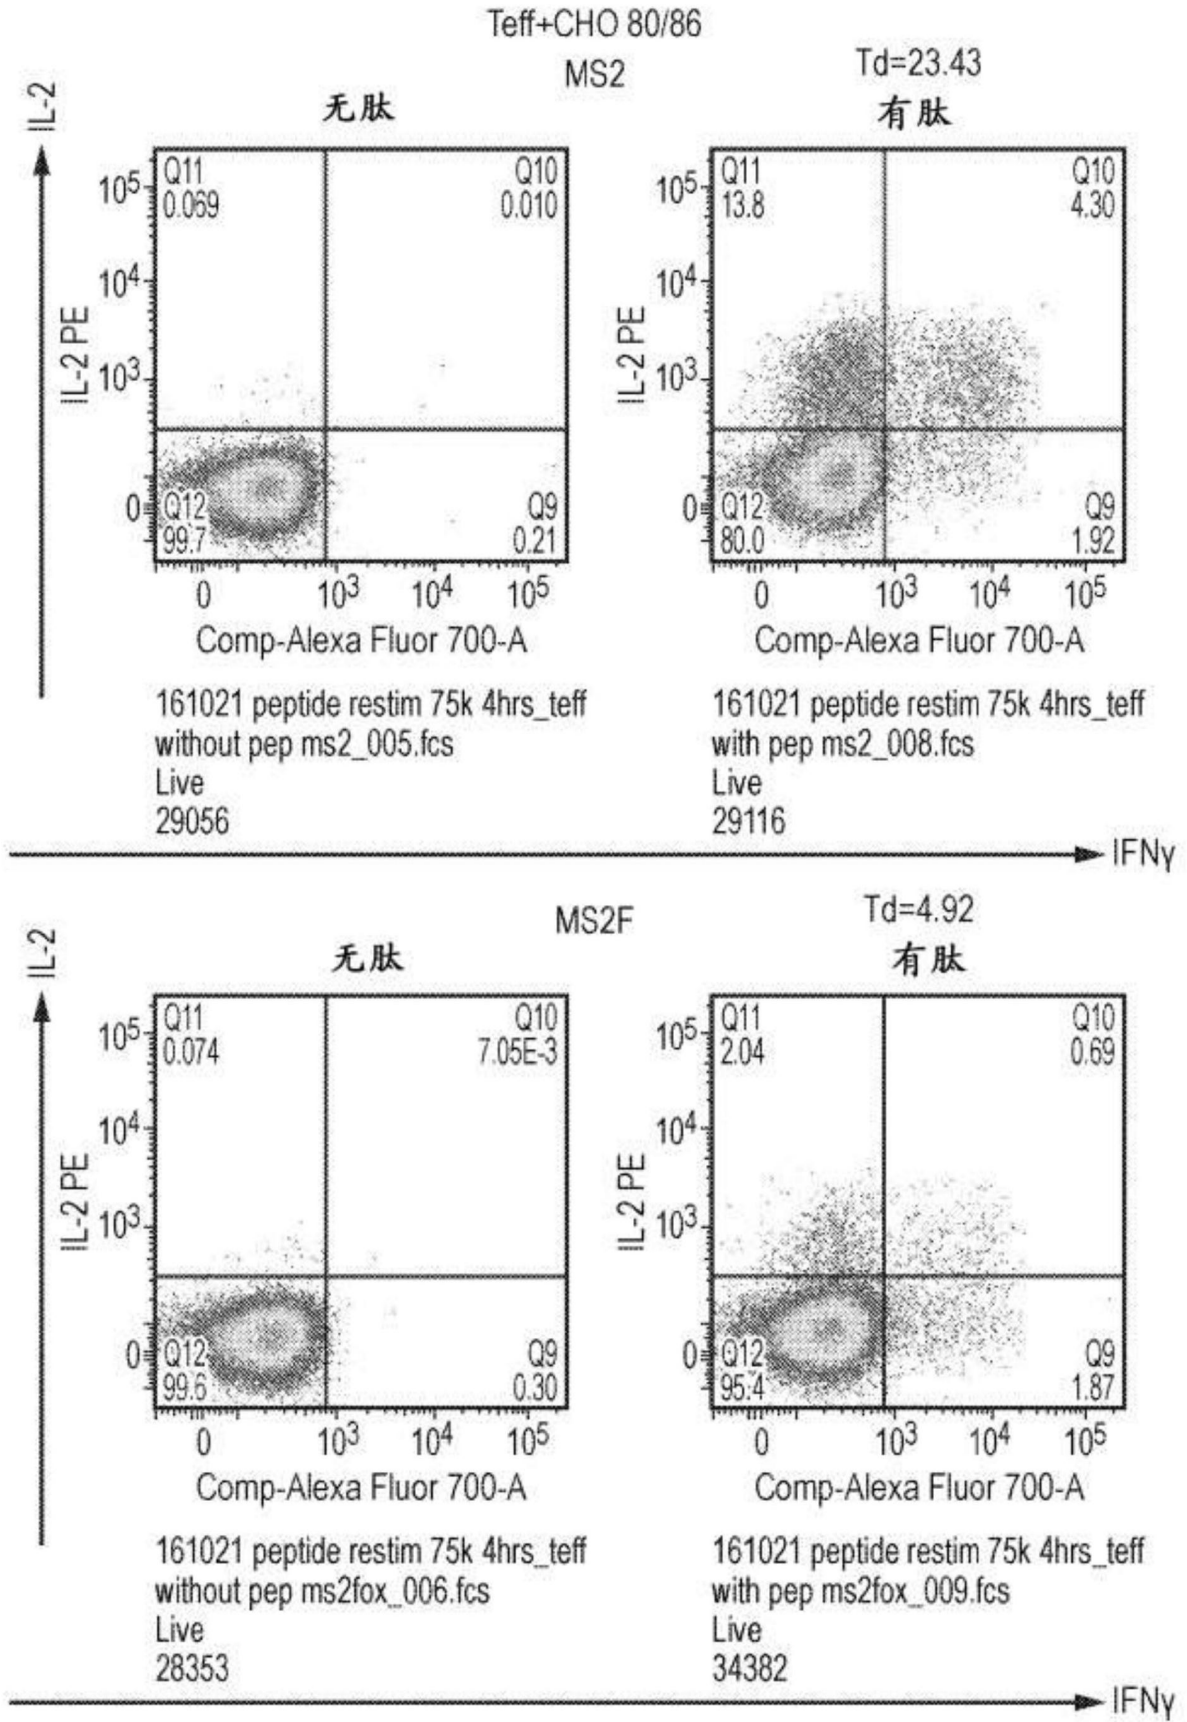 Teff+CHO 80/86
MS2
Td=23.43
无肽
有肽
IL-2
Q11
0.069
Q10
0.010
Q12
99.7
Q9
0.21
10⁵
10⁴
10³
0
IL-2 PE
0
10³
10⁴
10⁵
Comp-Alexa Fluor 700-A
161021 peptide restim 75k 4hrs_teff
without pep ms2_005.fcs
Live
29056
Q11
13.8
Q10
4.30
Q12
80.0
Q9
1.92
10⁵
10⁴
10³
0
IL-2 PE
0
10³
10⁴
10⁵
Comp-Alexa Fluor 700-A
161021 peptide restim 75k 4hrs_teff
with pep ms2_008.fcs
Live
29116
IFNγ
MS2F
Td=4.92
无肽
有肽
IL-2
Q11
0.074
Q10
7.05E-3
Q12
99.6
Q9
0.30
10⁵
10⁴
10³
0
IL-2 PE
0
10³
10⁴
10⁵
Comp-Alexa Fluor 700-A
161021 peptide restim 75k 4hrs_teff
without pep ms2fox_006.fcs
Live
28353
Q11
2.04
Q10
0.69
Q12
95.4
Q9
1.87
10⁵
10⁴
10³
0
IL-2 PE
0
10³
10⁴
10⁵
Comp-Alexa Fluor 700-A
161021 peptide restim 75k 4hrs_teff
with pep ms2fox_009.fcs
Live
34382
IFNγ